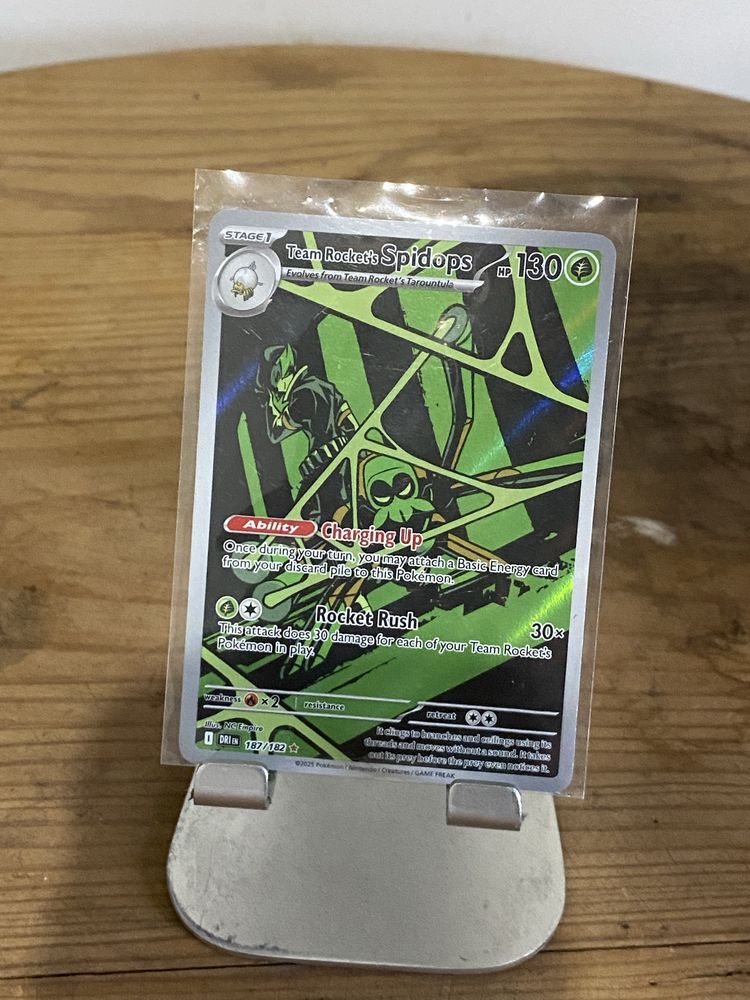 STAGE 1
Team Rocket's Spidops HP 130
Evolves from Team Rocket's Tarountula
Ability Charging Up
Once during your turn, you may attach a Basic Energy card
from your discard pile to this Pokémon.
Rocket Rush 30×
This attack does 30 damage for each of your Team Rocket's
Pokémon in play.
weakness ×2 resistance retreat
Illus. NC Empire
I DRI EN 187/182
It clings to branches and ceilings using its
threads and moves without a sound. It takes
out its prey before the prey even notices it.
©2025 Pokémon / Nintendo / Creatures / GAME FREAK